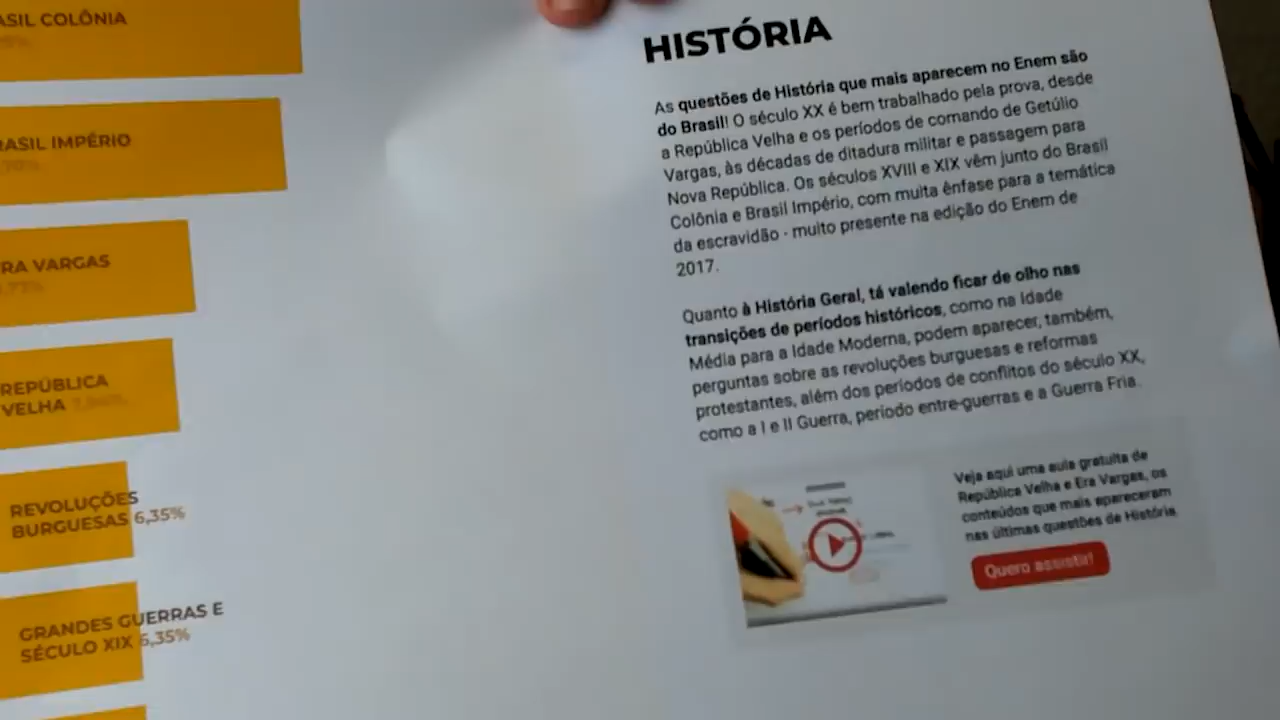 ASIL COLÔNIA
RASIL IMPÉRIO
RA VARGAS
REPÚBLICA
VELHA
REVOLUÇÕES
BURGUESAS 6,35%
GRANDES GUERRAS E
SÉCULO XIX 6,35%
HISTÓRIA
As questões de História que mais aparecem no Enem são
do Brasil! O século XX é bem trabalhado pela prova, desde
a República Velha e os períodos de comando de Getúlio
Vargas, às décadas de ditadura militar e passagem para
Nova República. Os séculos XVIII e XIX vêm junto do Brasil
Colônia e Brasil Império, com muita ênfase para a temática
da escravidão - muito presente na edição do Enem de
2017.
Quanto à História Geral, tá valendo ficar de olho nas
transições de períodos históricos, como na Idade
Média para a Idade Moderna, podem aparecer, também,
perguntas sobre as revoluções burguesas e reformas
protestantes, além dos períodos de conflitos do século XX,
como a I e II Guerra, período entre-guerras e a Guerra Fria.
Veja aqui uma aula gratuita de
República Velha e Era Vargas, os
conteúdos que mais apareceram
nas últimas questões de História.
Quero assistir!